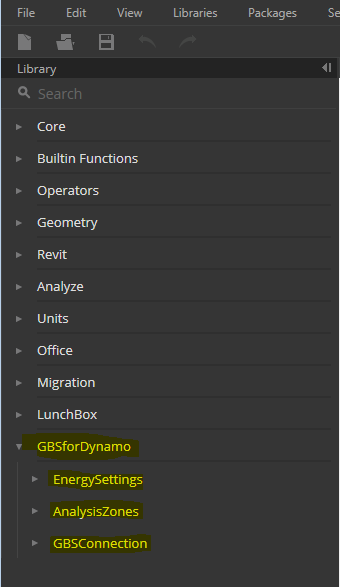 File Edit View Libraries Packages Se
Library
Search
Core
Builtin Functions
Operators
Geometry
Revit
Analyze
Units
Office
Migration
LunchBox
GBSforDynamo
EnergySettings
AnalysisZones
GBSConnection